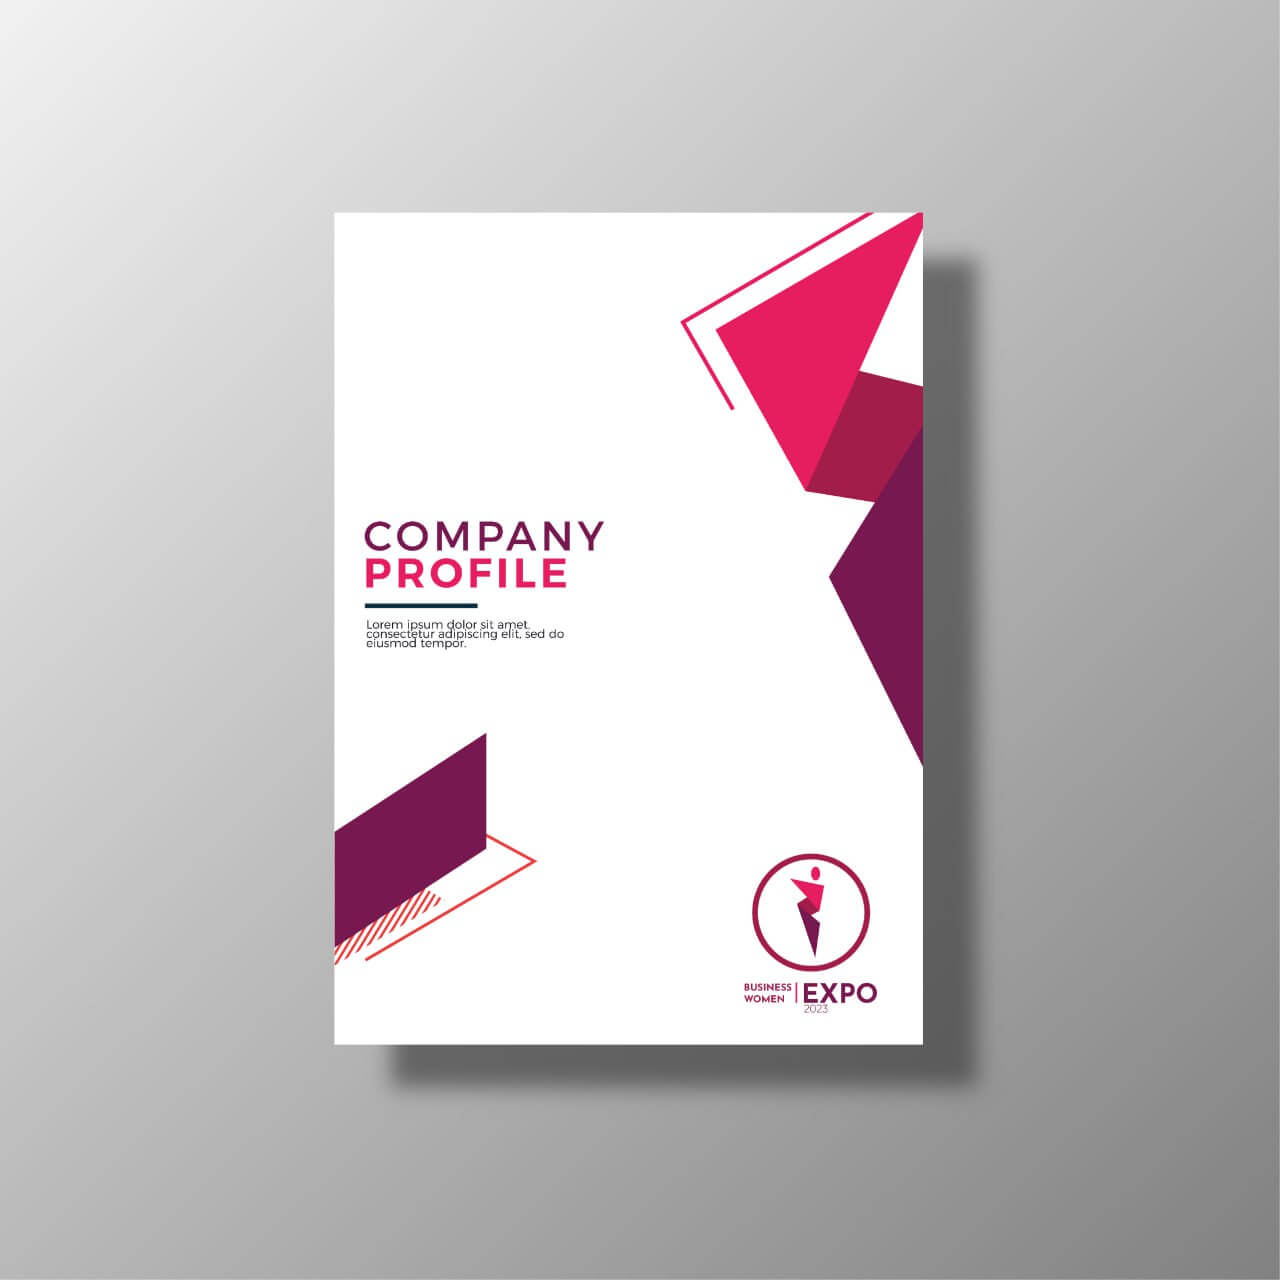 COMPANY
PROFILE
Lorem ipsum dolor sit amet,
consectetur adipiscing elit, sed do
eiusmod tempor.
BUSINESS
WOMEN
EXPO
2023